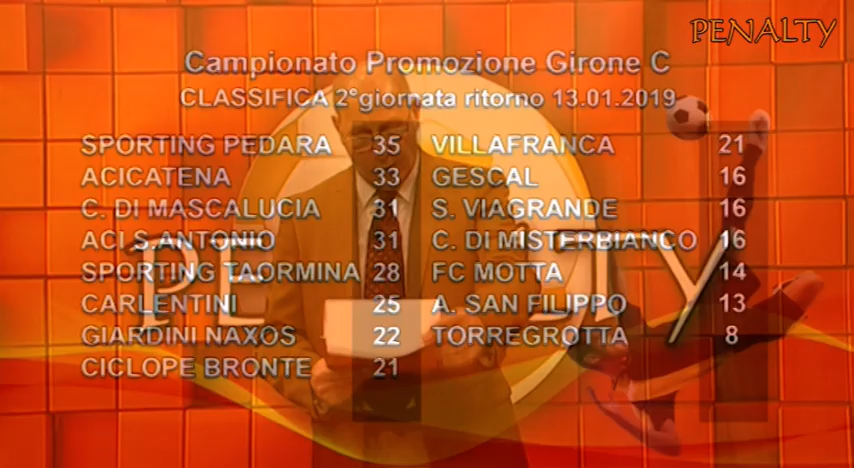 PENALTY
Campionato Promozione Girone C
CLASSIFICA 2°giornata ritorno 13.01.2019
SPORTING PEDARA 35
ACICATENA 33
C. DI MASCALUCIA 31
ACI S.ANTONIO 31
SPORTING TAORMINA 28
CARLENTINI 25
GIARDINI NAXOS 22
CICLOPE BRONTE 21
VILLAFRANCA 21
GESCAL 16
S. VIAGRANDE 16
C. DI MISTERBIANCO 16
FC MOTTA 14
A. SAN FILIPPO 13
TORREGROTTA 8